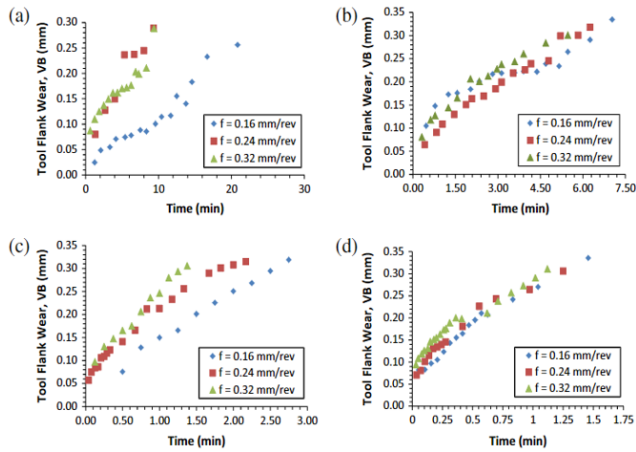 (a)
Tool Flank Wear, VB (mm)
0.30
0.25
0.20
0.15
0.10
0.05
0.00
0
10
20
30
Time (min)
f = 0.16 mm/rev
f = 0.24 mm/rev
f = 0.32 mm/rev
(b)
Tool Flank Wear, VB (mm)
0.35
0.30
0.25
0.20
0.15
0.10
0.05
0.00
0.00
1.50
3.00
4.50
6.00
7.50
Time (min)
f = 0.16 mm/rev
f = 0.24 mm/rev
f = 0.32 mm/rev
(c)
Tool Flank Wear, VB (mm)
0.35
0.30
0.25
0.20
0.15
0.10
0.05
0.00
0.00
0.50
1.00
1.50
2.00
2.50
3.00
Time (min)
f = 0.16 mm/rev
f = 0.24 mm/rev
f = 0.32 mm/rev
(d)
Tool Flank Wear, VB (mm)
0.35
0.30
0.25
0.20
0.15
0.10
0.05
0.00
0
0.25
0.5
0.75
1
1.25
1.5
1.75
Time (min)
f = 0.16 mm/rev
f = 0.24 mm/rev
f = 0.32 mm/rev